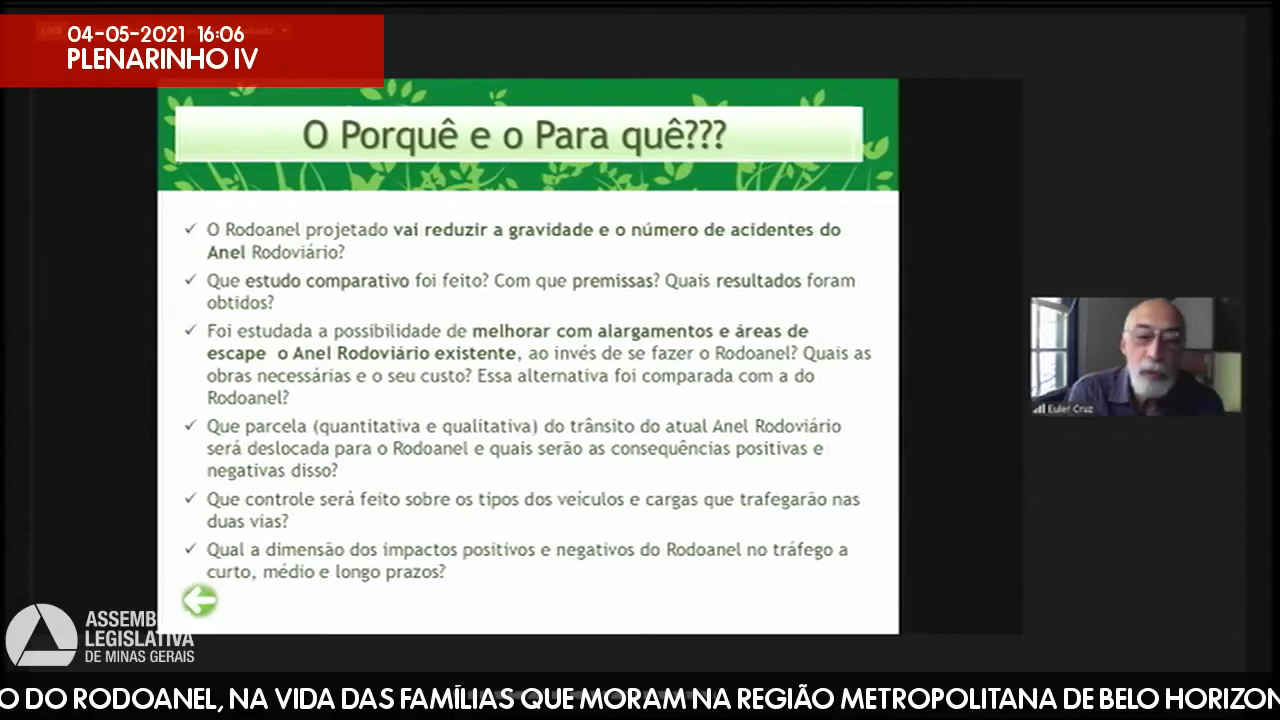 04-05-2021 16:06
PLENARINHO IV
O Porquê e o Para quê???
✓ O Rodoanel projetado vai reduzir a gravidade e o número de acidentes do
Anel Rodoviário?
✓ Que estudo comparativo foi feito? Com que premissas? Quais resultados foram
obtidos?
✓ Foi estudada a possibilidade de melhorar com alargamentos e áreas de
escape o Anel Rodoviário existente, ao invés de se fazer o Rodoanel? Quais as
obras necessárias e o seu custo? Essa alternativa foi comparada com a do
Rodoanel?
✓ Que parcela (quantitativa e qualitativa) do trânsito do atual Anel Rodoviário
será deslocada para o Rodoanel e quais serão as consequências positivas e
negativas disso?
✓ Que controle será feito sobre os tipos dos veículos e cargas que trafegarão nas
duas vias?
✓ Qual a dimensão dos impactos positivos e negativos do Rodoanel no tráfego a
curto, médio e longo prazos?
Euler Cruz
ASSEMB
LEGISLATIVA
DE MINAS GERAIS
O DO RODOANEL, NA VIDA DAS FAMÍLIAS QUE MORAM NA REGIÃO METROPOLITANA DE BELO HORIZON